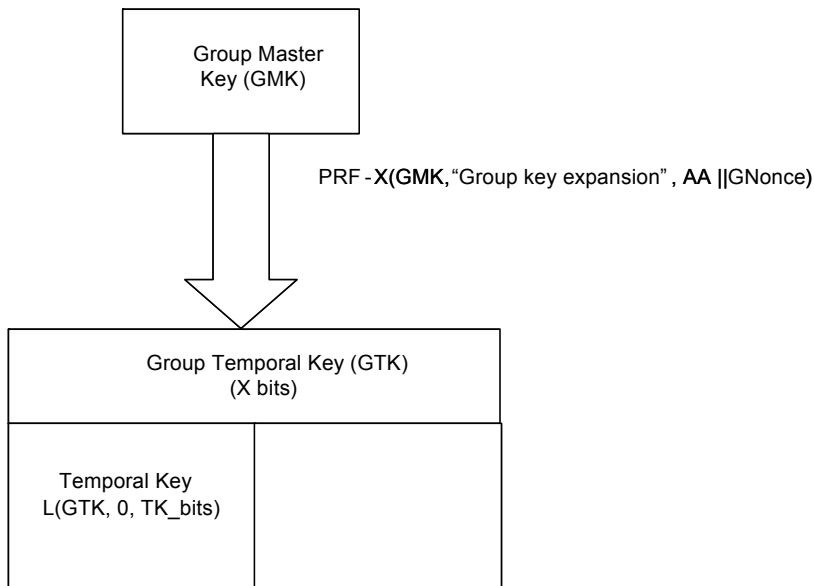 Group Master
Key (GMK)
PRF-X(GMK,“Group key expansion”, AA ||GNonce)
Group Temporal Key (GTK)
(X bits)
Temporal Key
L(GTK, 0, TK_bits)